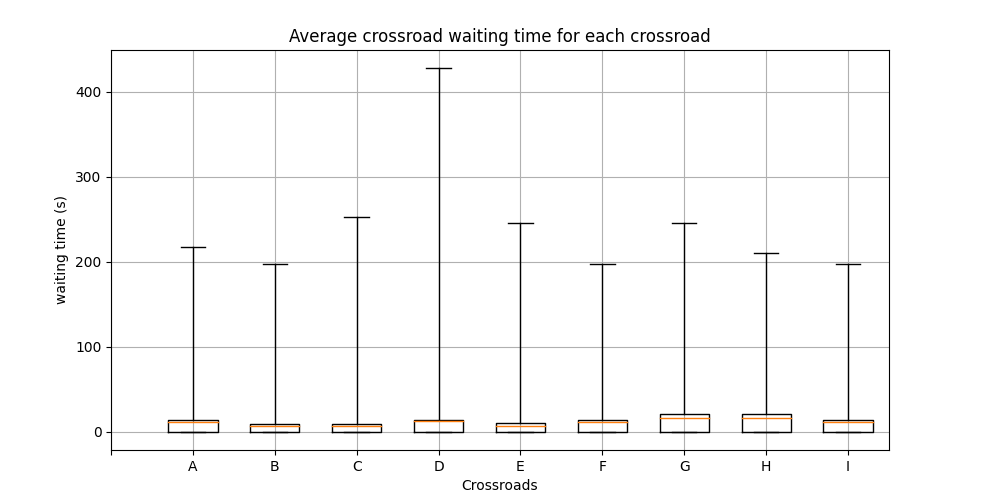 Average crossroad waiting time for each crossroad
waiting time (s)
400
300
200
100
0
A B C D E F G H I
Crossroads